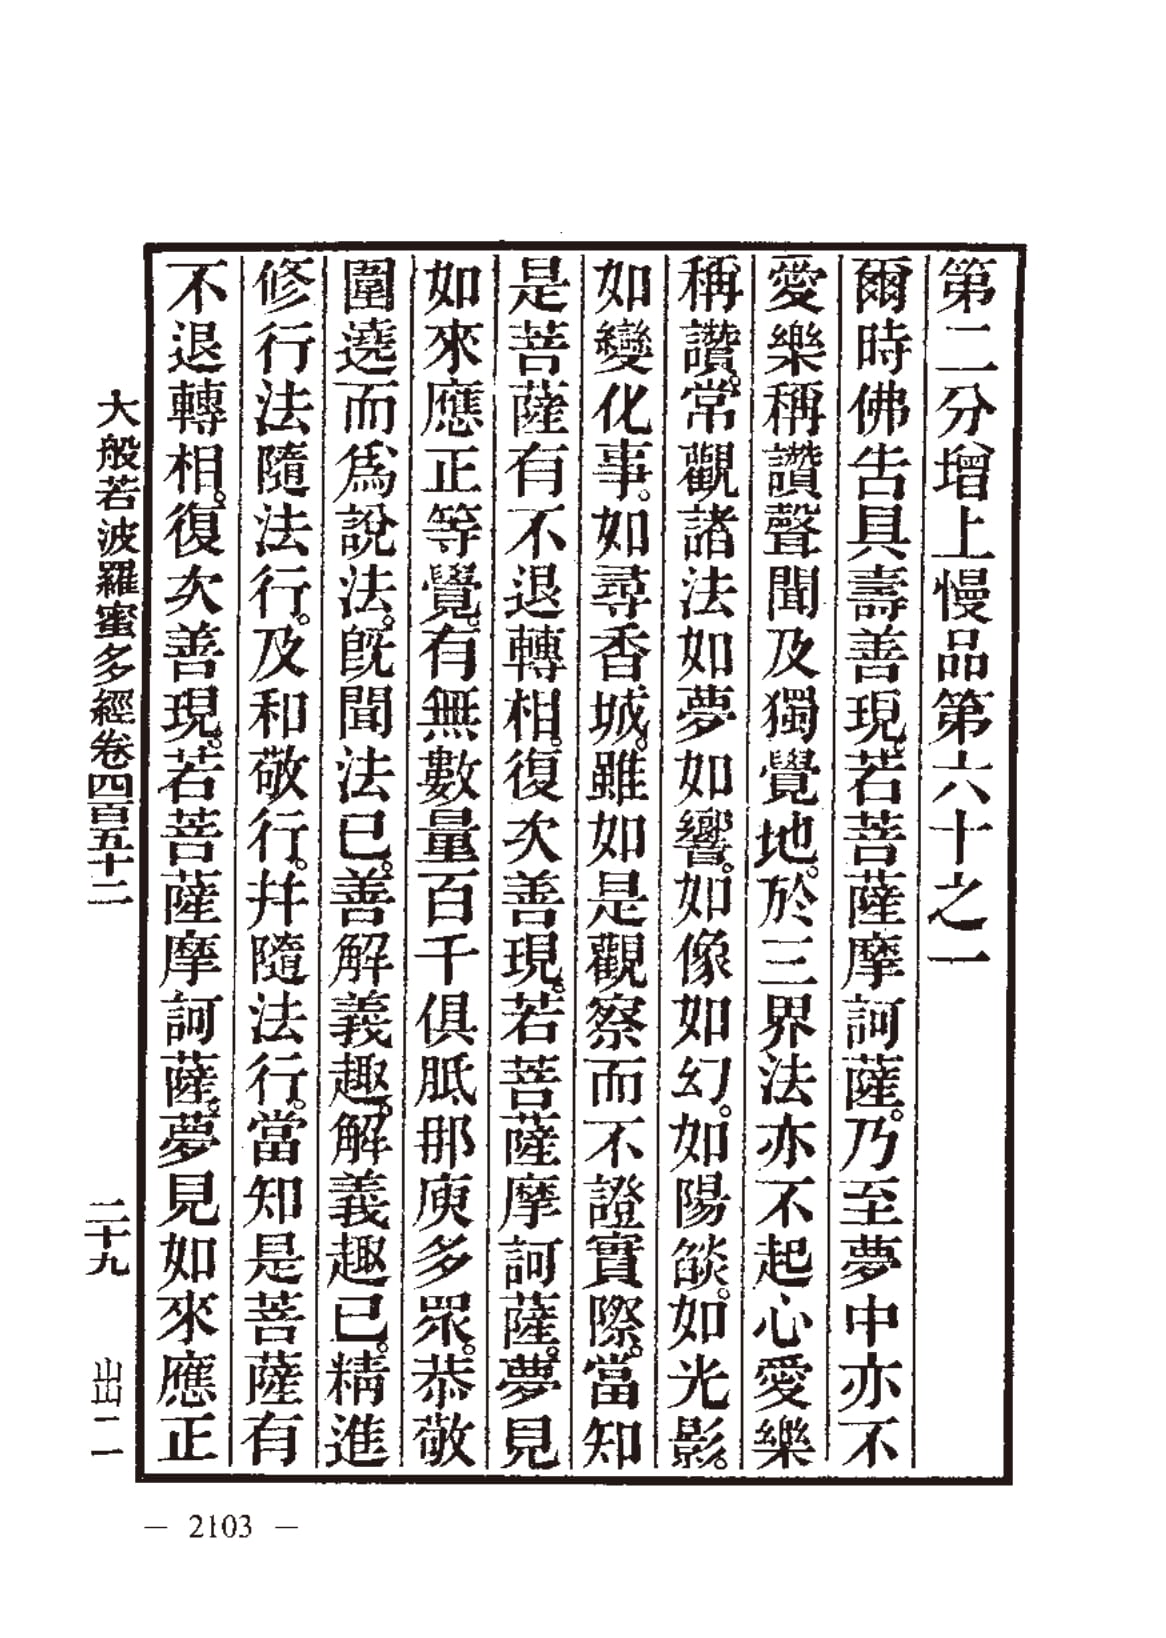 第二分增上慢品第六十之一
爾時佛告具壽善現。若菩薩摩訶薩。乃至夢中亦不
愛樂稱讚聲聞及獨覺地。於三界法亦不起心愛樂
稱讚。常觀諸法如夢如響。如像如幻。如陽燄。如光影。
如變化事。如尋香城。雖如是觀察而不證實際。當知
是菩薩有不退轉相。復次善現。若菩薩摩訶薩。夢見
如來應正等覺。有無數量百千俱胝那庾多眾。恭敬
圍遶而為說法。旣聞法已。善解義趣。解義趣已。精進
修行法隨法行。及和敬行。幷隨法行。當知是菩薩有
不退轉相。復次善現。若菩薩摩訶薩。夢見如來應正
大般若波羅蜜多經卷四百五十二 二十九 出二
— 2103 —